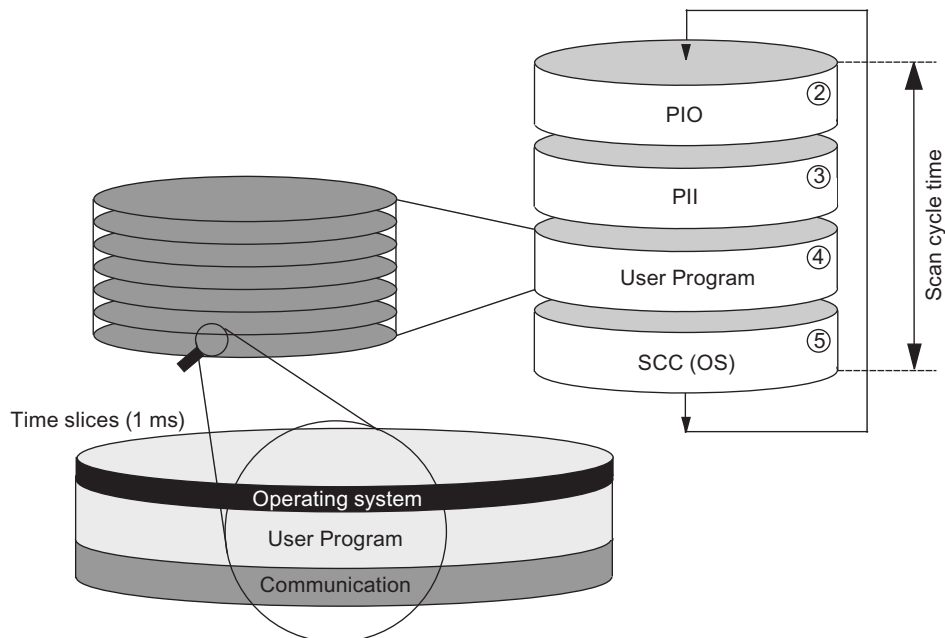 ②
PIO
③
PII
④
User Program
⑤
SCC (OS)
Scan cycle time
Time slices (1 ms)
Operating system
User Program
Communication